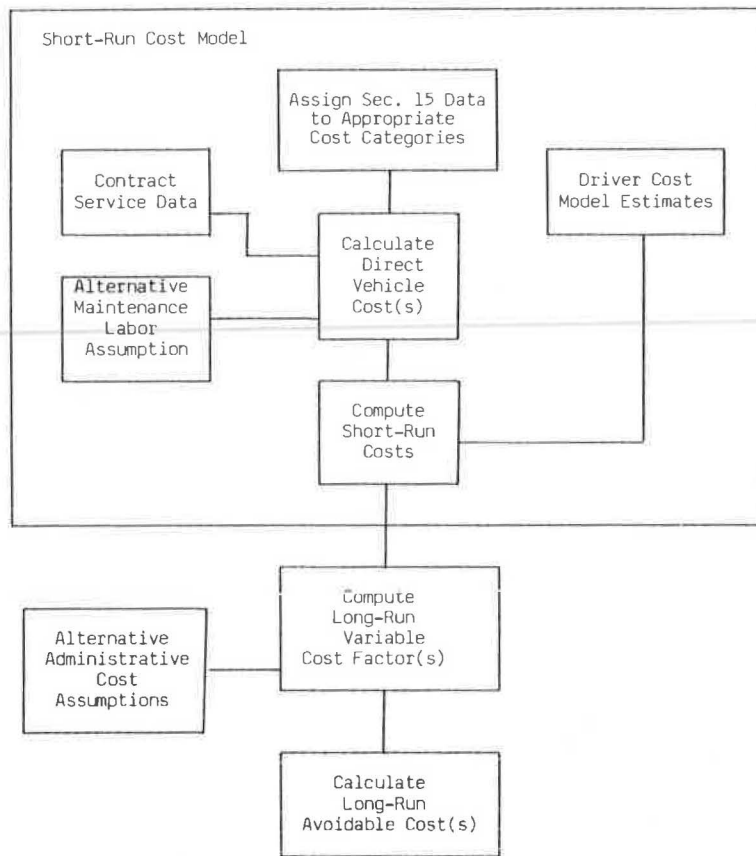 Short-Run Cost Model
Assign Sec. 15 Data
to Appropriate
Cost Categories
Contract
Service Data
Driver Cost
Model Estimates
Calculate
Direct
Vehicle
Cost(s)
Alternative
Maintenance
Labor
Assumption
Compute
Short-Run
Costs
Compute
Long-Run
Variable
Cost Factor(s)
Alternative
Administrative
Cost
Assumptions
Calculate
Long-Run
Avoidable Cost(s)